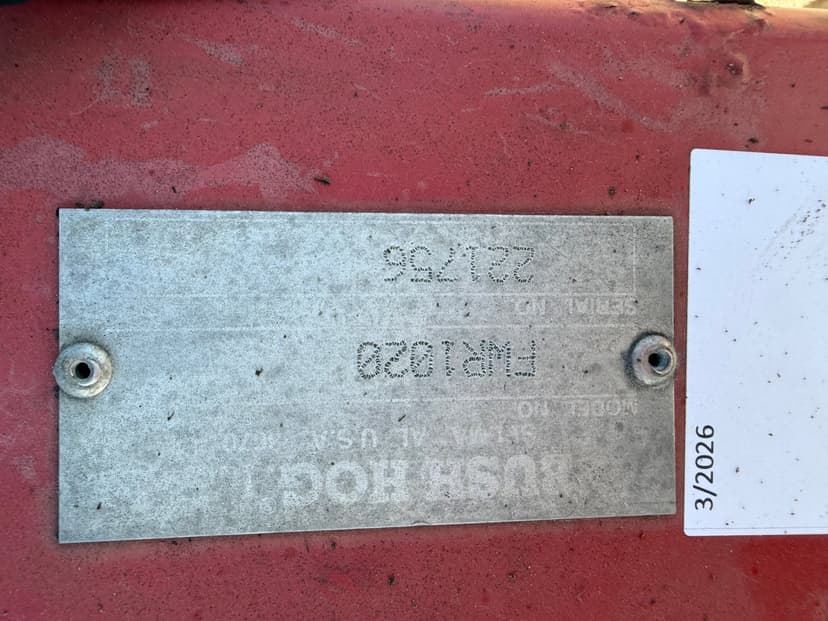 BUSH HOG
SELMA, AL U.S.A.
MODEL NO.
FWR1020
SERIAL NO.
221756
3/2026